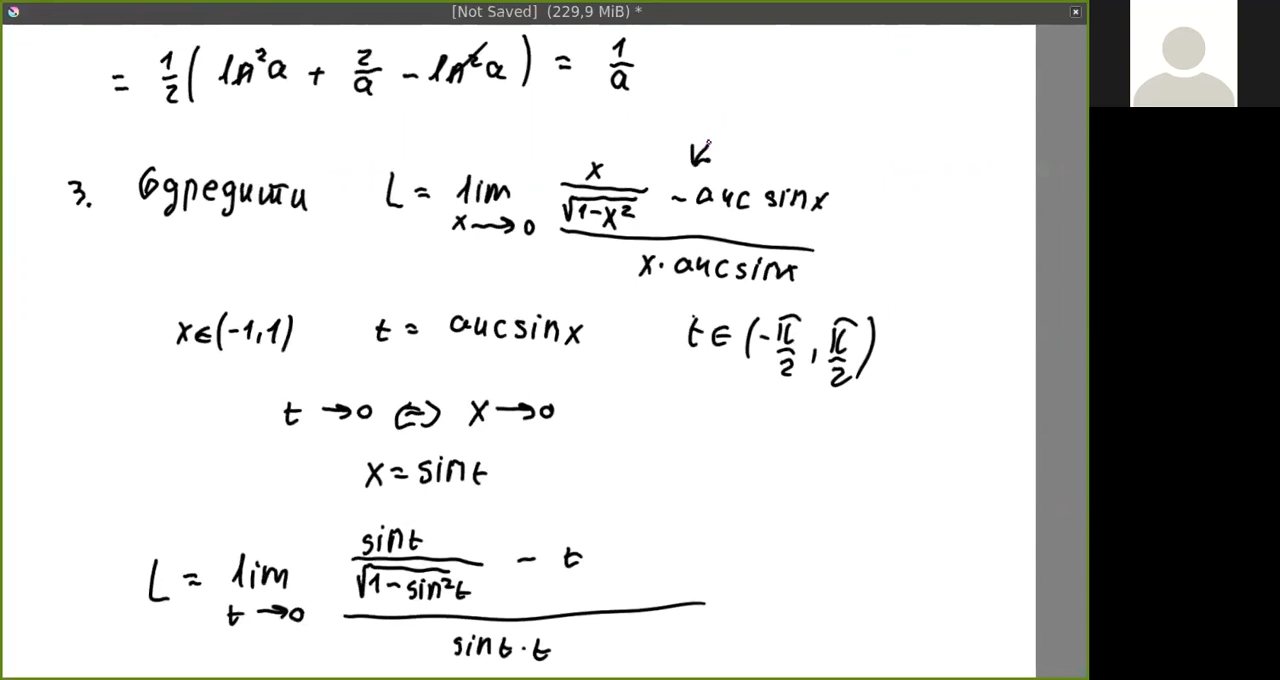 [Not Saved] (229,9 MiB) *
= 1/2 ( ln²a + 2/a - ln²a ) = 1/a
3. Одредити L = lim x→0 (x/√(1-x²) - arcsin x) / (x · arcsin x)
x∈(-1,1) t = arcsin x t∈(-π/2, π/2)
t→0 ⇔ x→0
x = sin t
L = lim t→0 (sin t/√(1-sin²t) - t) / (sin t · t)